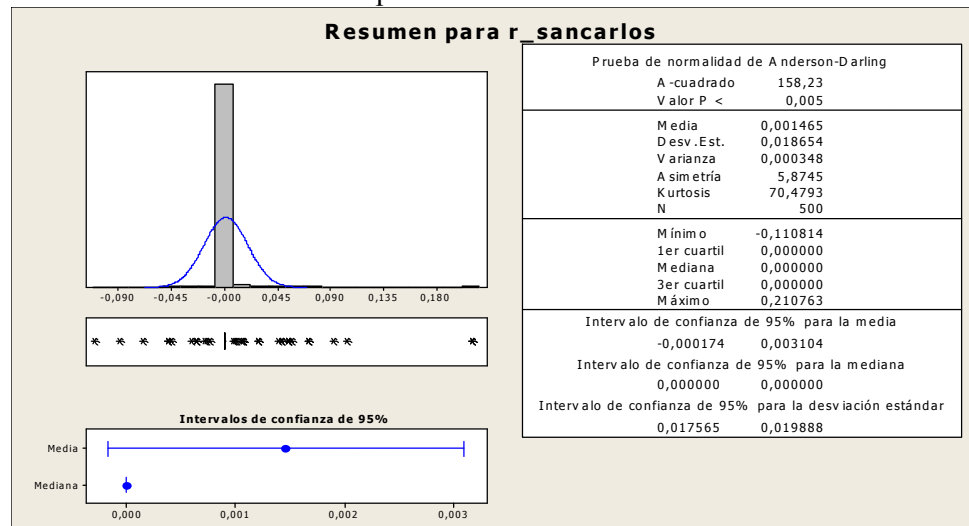 Resumen para r_sancarlos
-0,090 -0,045 -0,000 0,045 0,090 0,135 0,180
Intervalos de confianza de 95%
Media
Mediana
0,000 0,001 0,002 0,003
Prueba de normalidad de Anderson-Darling
A-cuadrado 158,23
Valor P < 0,005
Media 0,001465
Desv.Est. 0,018654
Varianza 0,000348
Asimetría 5,8745
Kurtosis 70,4793
N 500
Mínimo -0,110814
1er cuartil 0,000000
Mediana 0,000000
3er cuartil 0,000000
Máximo 0,210763
Intervalo de confianza de 95% para la media
-0,000174 0,003104
Intervalo de confianza de 95% para la mediana
0,000000 0,000000
Intervalo de confianza de 95% para la desviación estándar
0,017565 0,019888